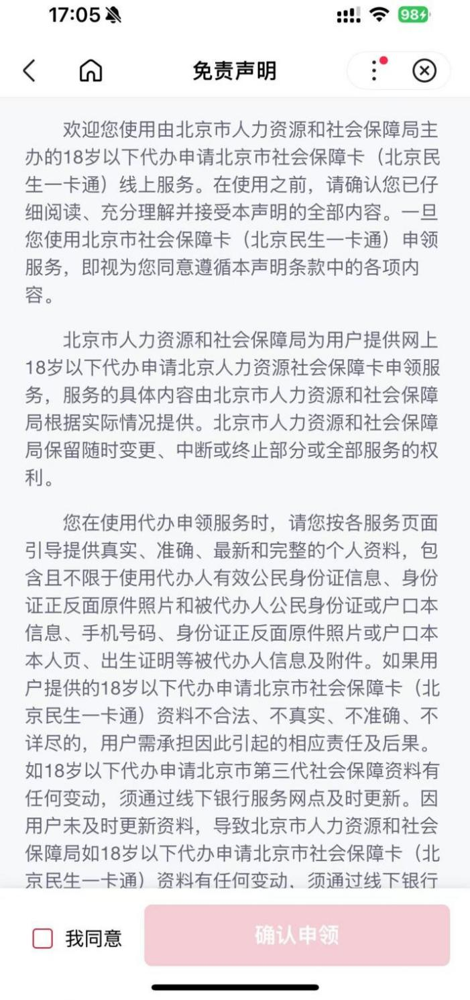 17:05
98
免责声明
欢迎您使用由北京市人力资源和社会保障局主
办的18岁以下代办申请北京市社会保障卡（北京民
生一卡通）线上服务。在使用之前，请确认您已仔
细阅读、充分理解并接受本声明的全部内容。一旦
您使用北京市社会保障卡（北京民生一卡通）申领
服务，即视为您同意遵循本声明条款中的各项内
容。
北京市人力资源和社会保障局为用户提供网上
18岁以下代办申请北京人力资源社会保障卡申领服
务，服务的具体内容由北京市人力资源和社会保障
局根据实际情况提供。北京市人力资源和社会保障
局保留随时变更、中断或终止部分或全部服务的权
利。
您在使用代办申领服务时，请您按各服务页面
引导提供真实、准确、最新和完整的个人资料，包
含且不限于使用代办人有效公民身份证信息、身份
证正反面原件照片和被代办人公民身份证或户口本
信息、手机号码、身份证正反面原件照片或户口本
本人页、出生证明等被代办人信息及附件。如果用
户提供的18岁以下代办申请北京市社会保障卡（北
京民生一卡通）资料不合法、不真实、不准确、不
详尽的，用户需承担因此引起的相应责任及后果。
如18岁以下代办申请北京市第三代社会保障资料有
任何变动，须通过线下银行服务网点及时更新。因
用户未及时更新资料，导致北京市人力资源和社会
保障局如18岁以下代办申请北京市社会保障卡（北
京民生一卡通）资料有任何变动，须通过线下银行
我同意
确认申领